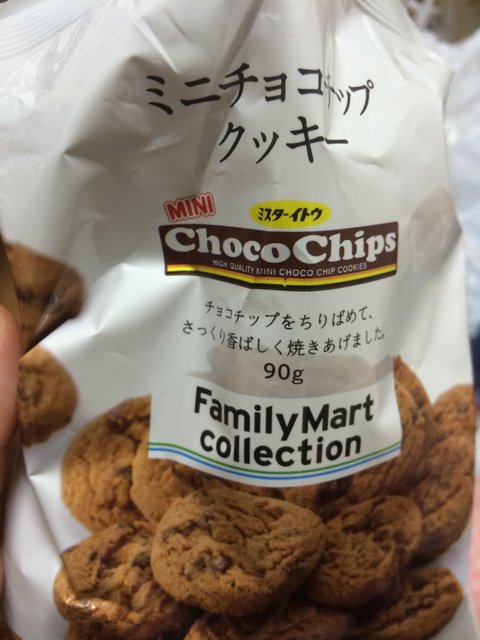 ミニチョコチップ
クッキー
MINI
ミスターイトウ
Choco Chips
HIGH QUALITY MINI CHOCO CHIP COOKIES
チョコチップをちりばめて、
さっくり香ばしく焼きあげました。
90g
FamilyMart
collection